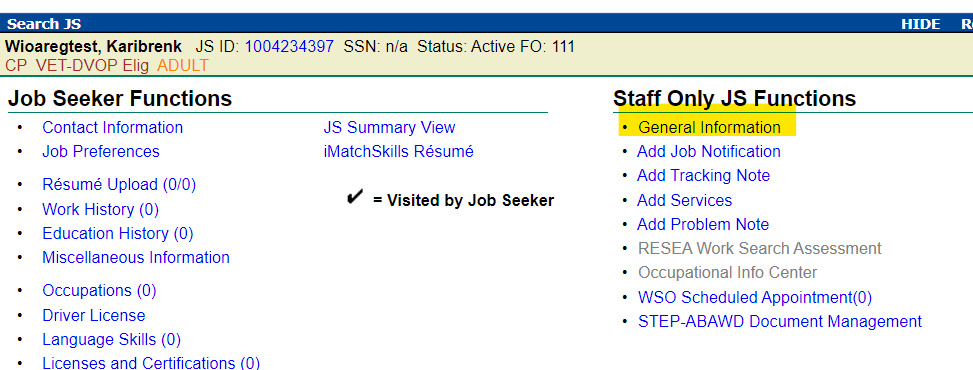 Search JS HIDE
Wioaregtest, Karibrenk JS ID: 1004234397 SSN: n/a Status: Active FO: 111
CP VET-DVOP Elig ADULT
Job Seeker Functions
• Contact Information
• Job Preferences
• Résumé Upload (0/0)
• Work History (0)
• Education History (0)
• Miscellaneous Information
• Occupations (0)
• Driver License
• Language Skills (0)
• Licenses and Certifications (0)
JS Summary View
iMatchSkills Résumé
✔ = Visited by Job Seeker
Staff Only JS Functions
• General Information
• Add Job Notification
• Add Tracking Note
• Add Services
• Add Problem Note
• RESEA Work Search Assessment
• Occupational Info Center
• WSO Scheduled Appointment(0)
• STEP-ABAWD Document Management